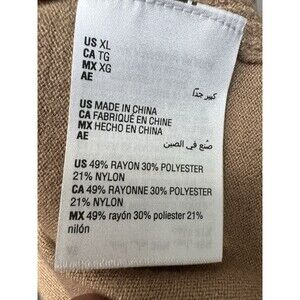 US XL
CA TG
MX XG
AE
كبير جدًا
US MADE IN CHINA
CA FABRIQUÉ EN CHINE
MX HECHO EN CHINA
AE
صُنع في الصين
US 49% RAYON 30% POLYESTER
21% NYLON
CA 49% RAYONNE 30% POLYESTER
21% NYLON
MX 49% rayón 30% poliester 21%
nilón